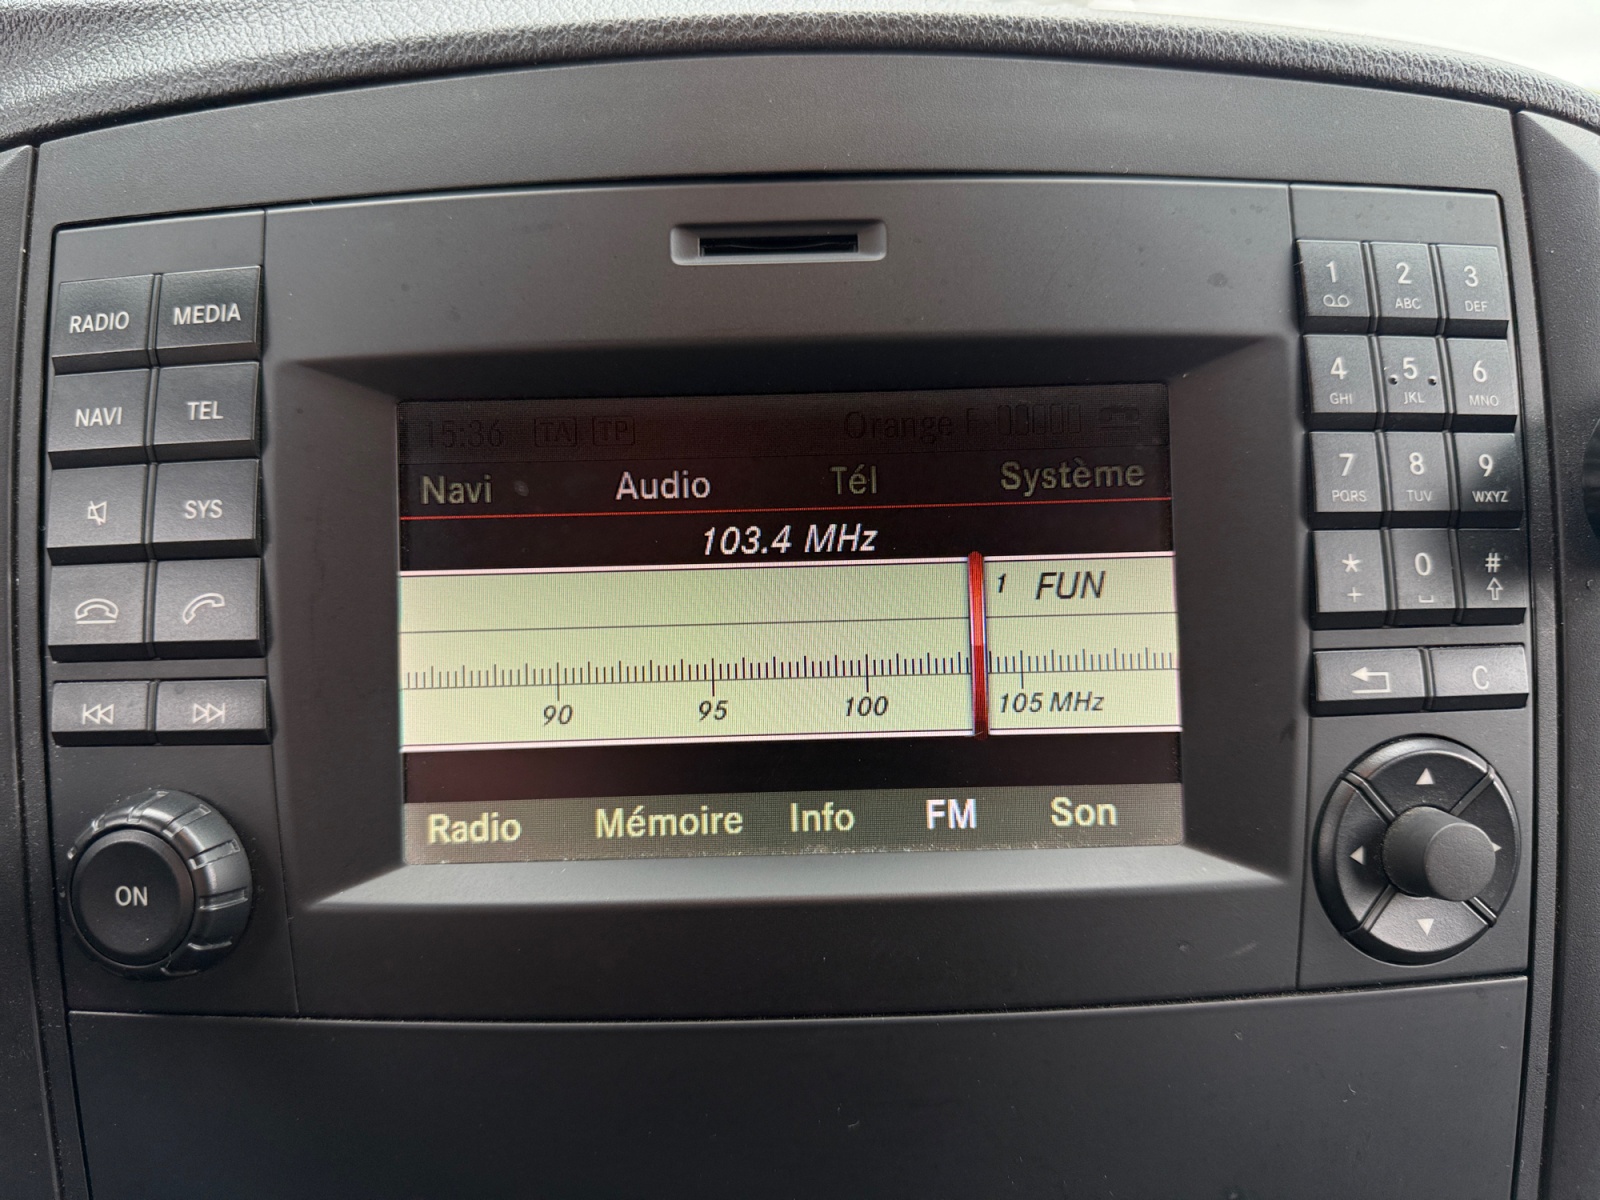 RADIO MEDIA
NAVI TEL
SYS
ON
15:36 TA TP Orange F
Navi Audio Tél Système
103.4 MHz
1 FUN
90 95 100 105 MHz
Radio Mémoire Info FM Son
1 2 ABC 3 DEF
4 GHI 5 JKL 6 MNO
7 PQRS 8 TUV 9 WXYZ
* + 0 #
C